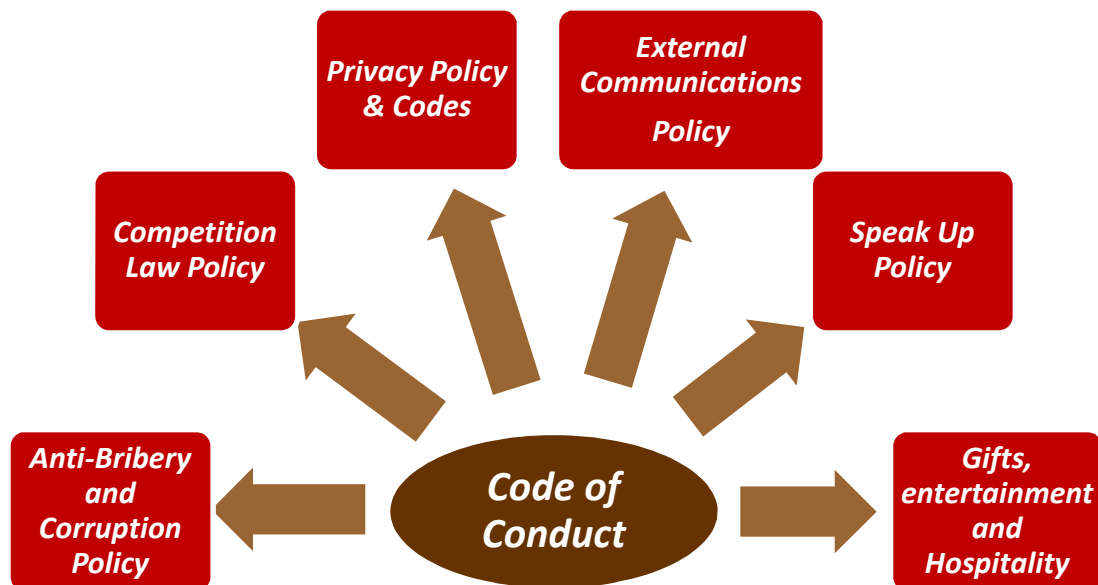 Privacy Policy
& Codes
External
Communications
Policy
Competition
Law Policy
Speak Up
Policy
Anti-Bribery
and
Corruption
Policy
Code of
Conduct
Gifts,
entertainment
and
Hospitality